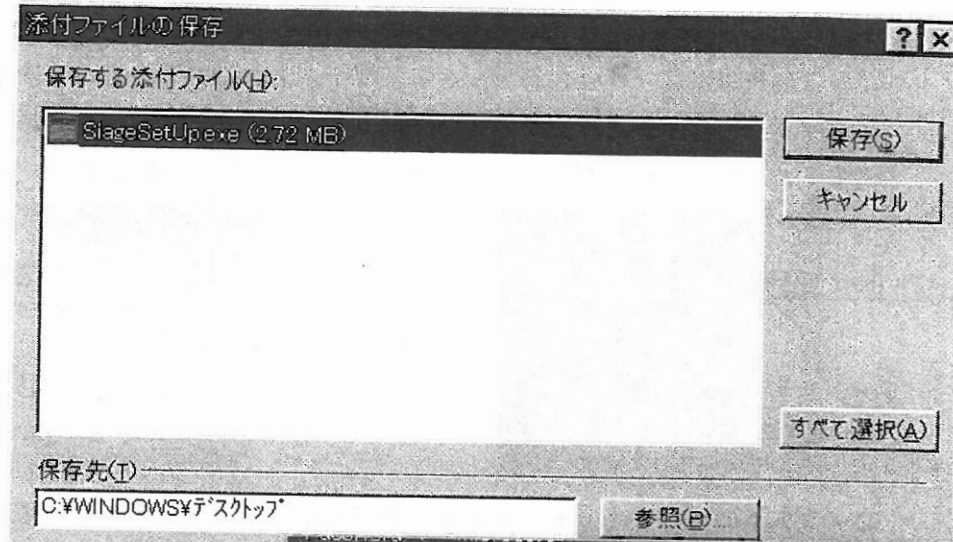 添付ファイルの保存
? ×
保存する添付ファイル(H):
SiageSetUp.exe (2.72 MB)
保存(S)
キャンセル
すべて選択(A)
保存先(T)
C:¥WINDOWS¥デスクトップ
参照(B)...